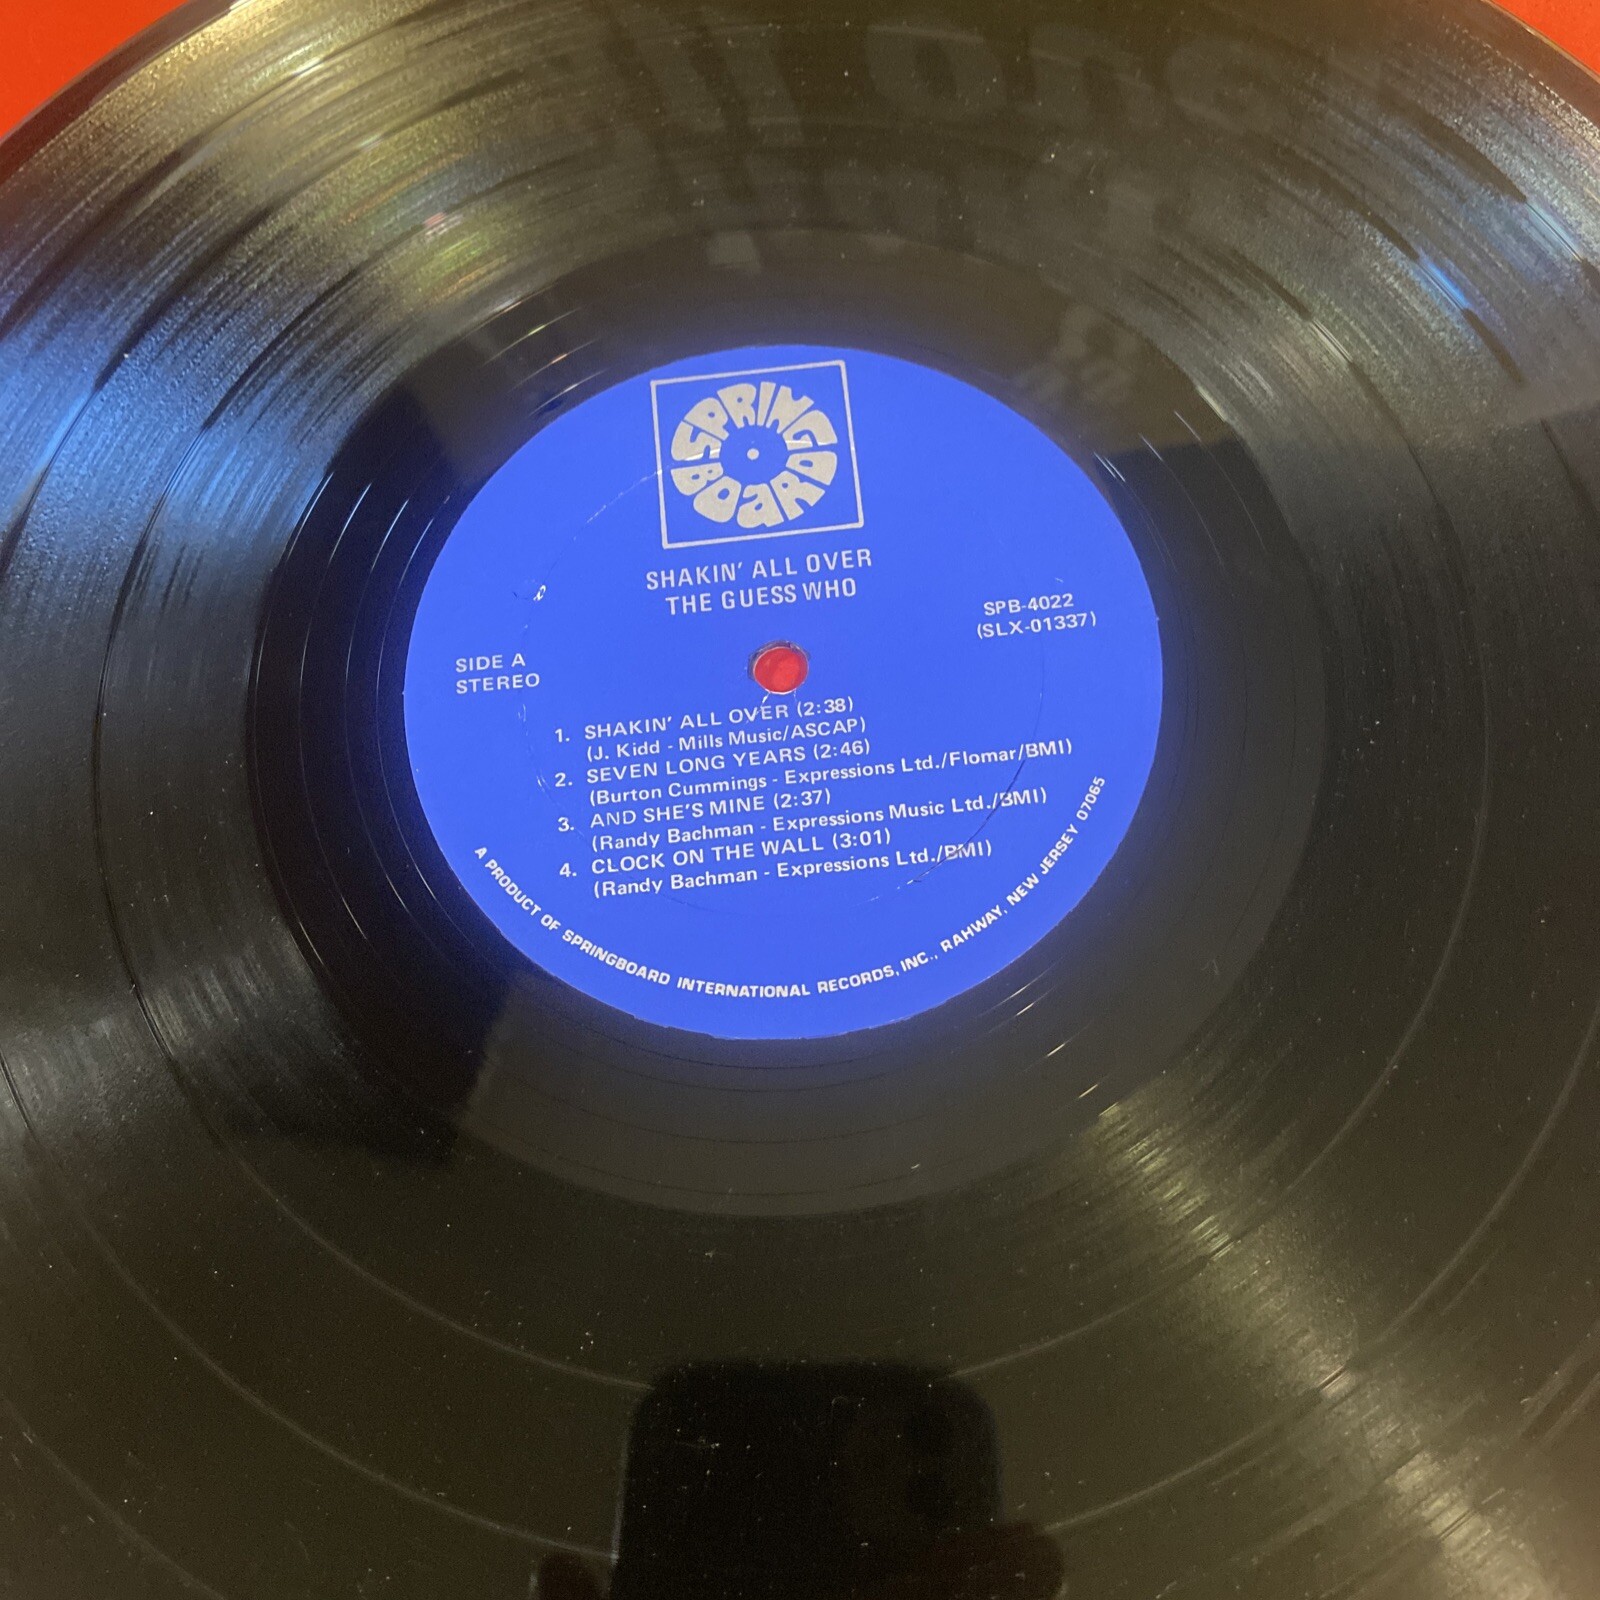 SPRINGBOARD
SHAKIN' ALL OVER
THE GUESS WHO
SPB-4022
(SLX-01337)
SIDE A
STEREO
1. SHAKIN' ALL OVER (2:38)
(J. Kidd - Mills Music/ASCAP)
2. SEVEN LONG YEARS (2:46)
(Burton Cummings - Expressions Ltd./Flomar/BMI)
3. AND SHE'S MINE (2:37)
(Randy Bachman - Expressions Music Ltd./BMI)
4. CLOCK ON THE WALL (3:01)
(Randy Bachman - Expressions Ltd./BMI)
A PRODUCT OF SPRINGBOARD INTERNATIONAL RECORDS, INC., RAHWAY, NEW JERSEY 07065